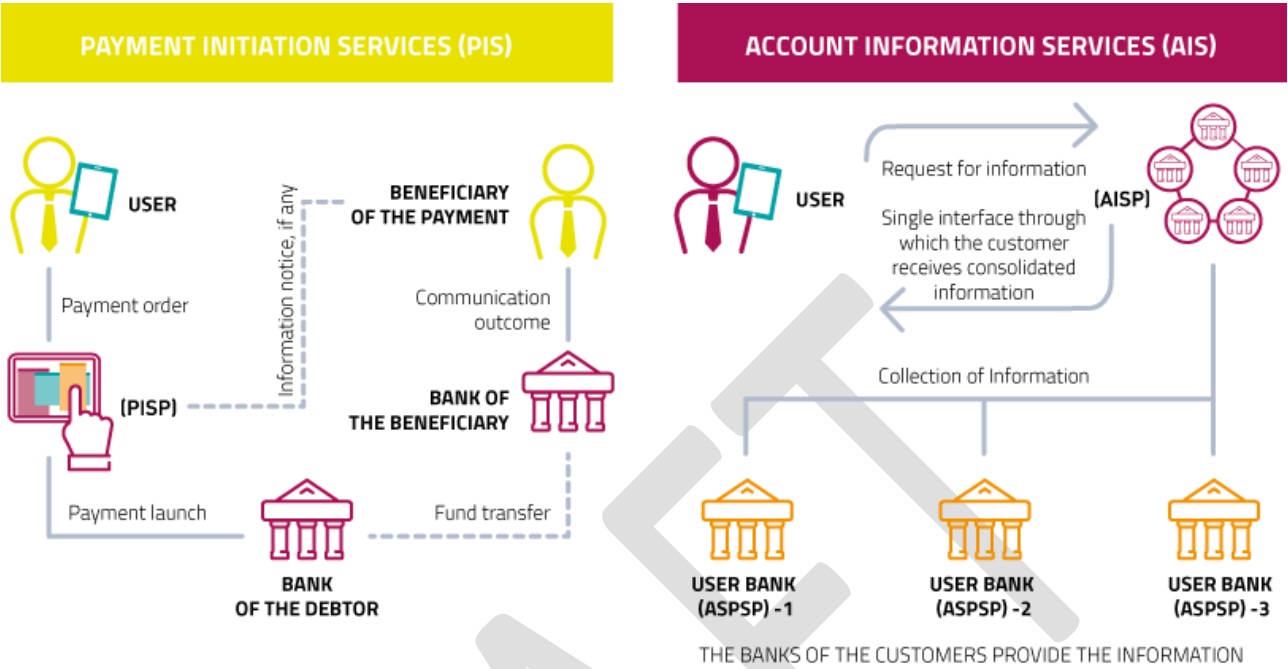 PAYMENT INITIATION SERVICES (PIS)
USER
Information notice, if any
BENEFICIARY
OF THE PAYMENT
Payment order
Communication
outcome
(PISP)
BANK OF
THE BENEFICIARY
Payment launch
Fund transfer
BANK
OF THE DEBTOR
ACCOUNT INFORMATION SERVICES (AIS)
USER
Request for information
(AISP)
Single interface through
which the customer
receives consolidated
information
Collection of Information
USER BANK
(ASPSP) -1
USER BANK
(ASPSP) -2
USER BANK
(ASPSP) -3
THE BANKS OF THE CUSTOMERS PROVIDE THE INFORMATION